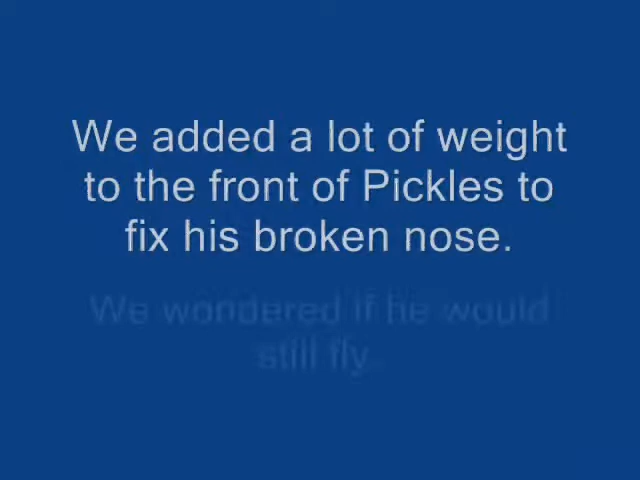 We added a lot of weight
to the front of Pickles to
fix his broken nose.
We wondered if he would
still fly.